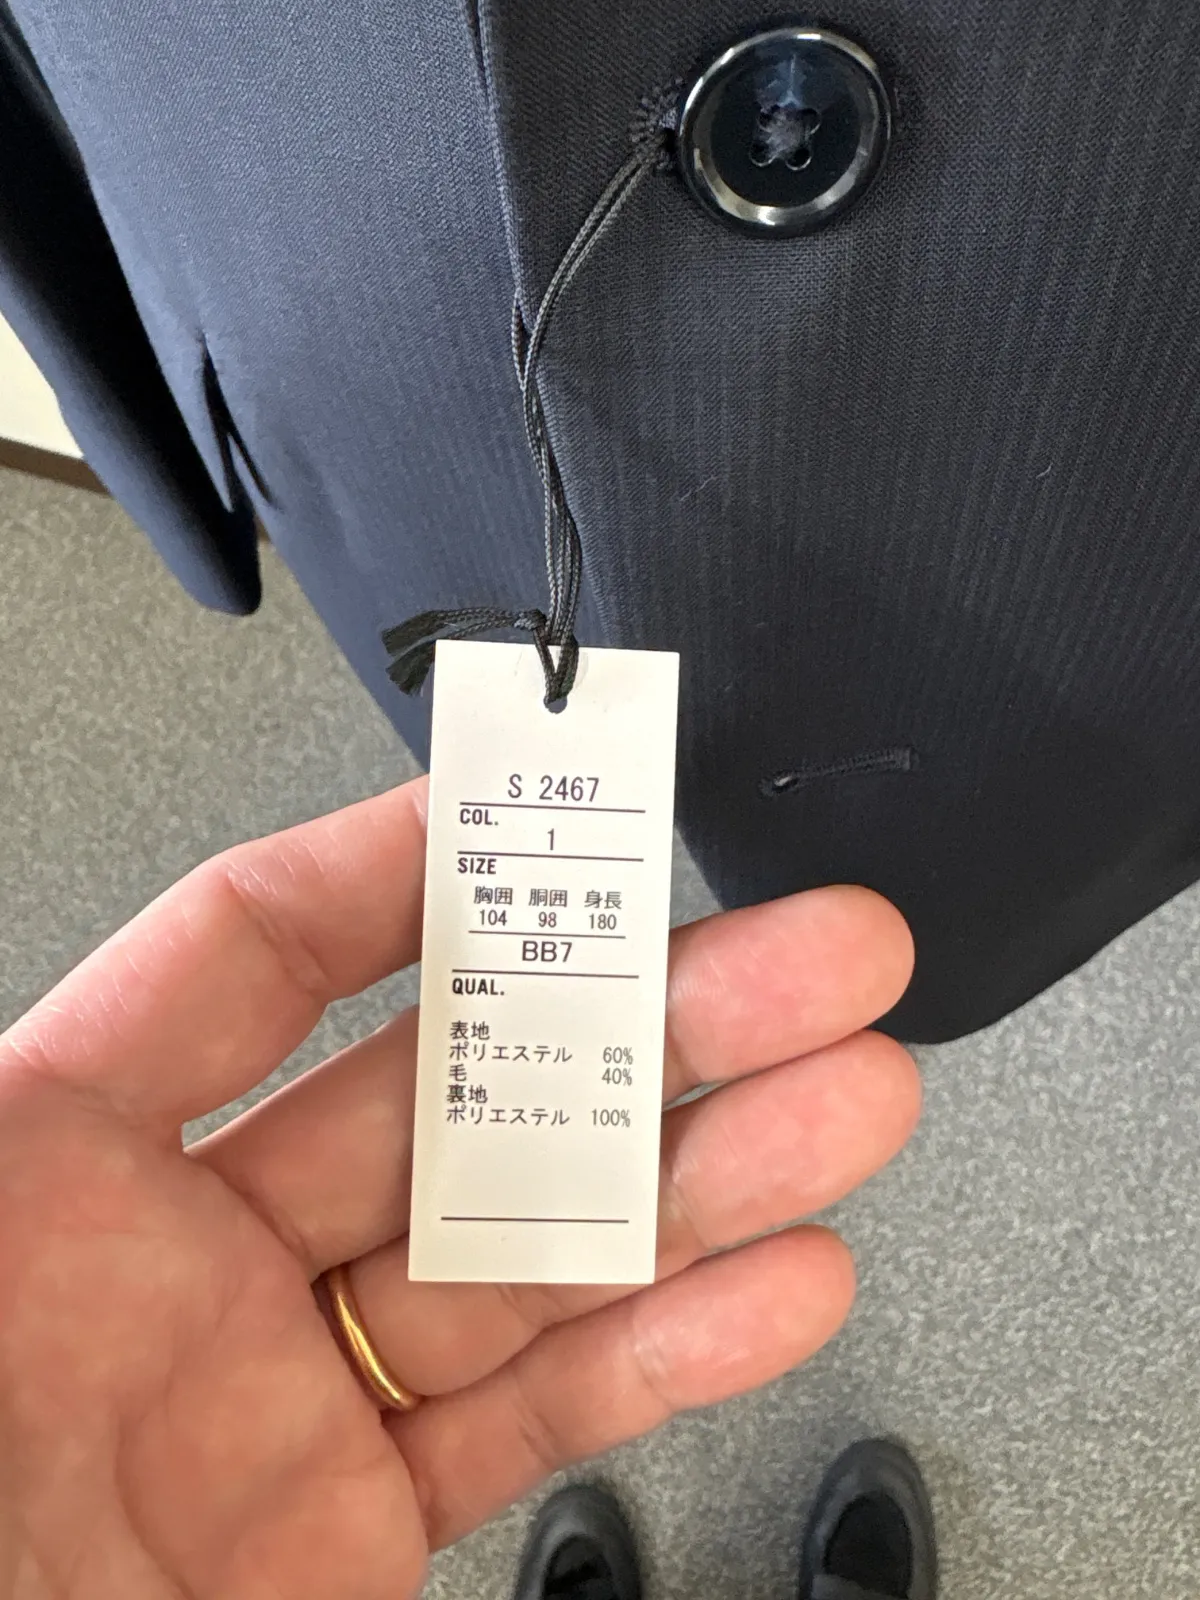 S 2467
COL.
1
SIZE
胸囲 胴囲 身長
104 98 180
BB7
QUAL.
表地
ポリエステル 60%
毛 40%
裏地
ポリエステル 100%